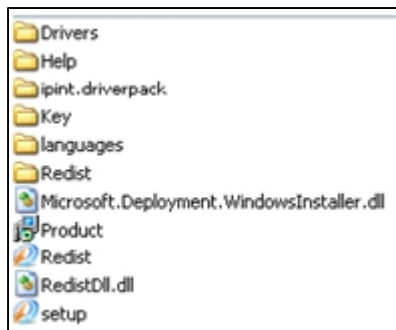 Drivers
Help
ipint.driverpack
Key
languages
Redist
Microsoft.Deployment.WindowsInstaller.dll
Product
Redist
RedistDll.dll
setup